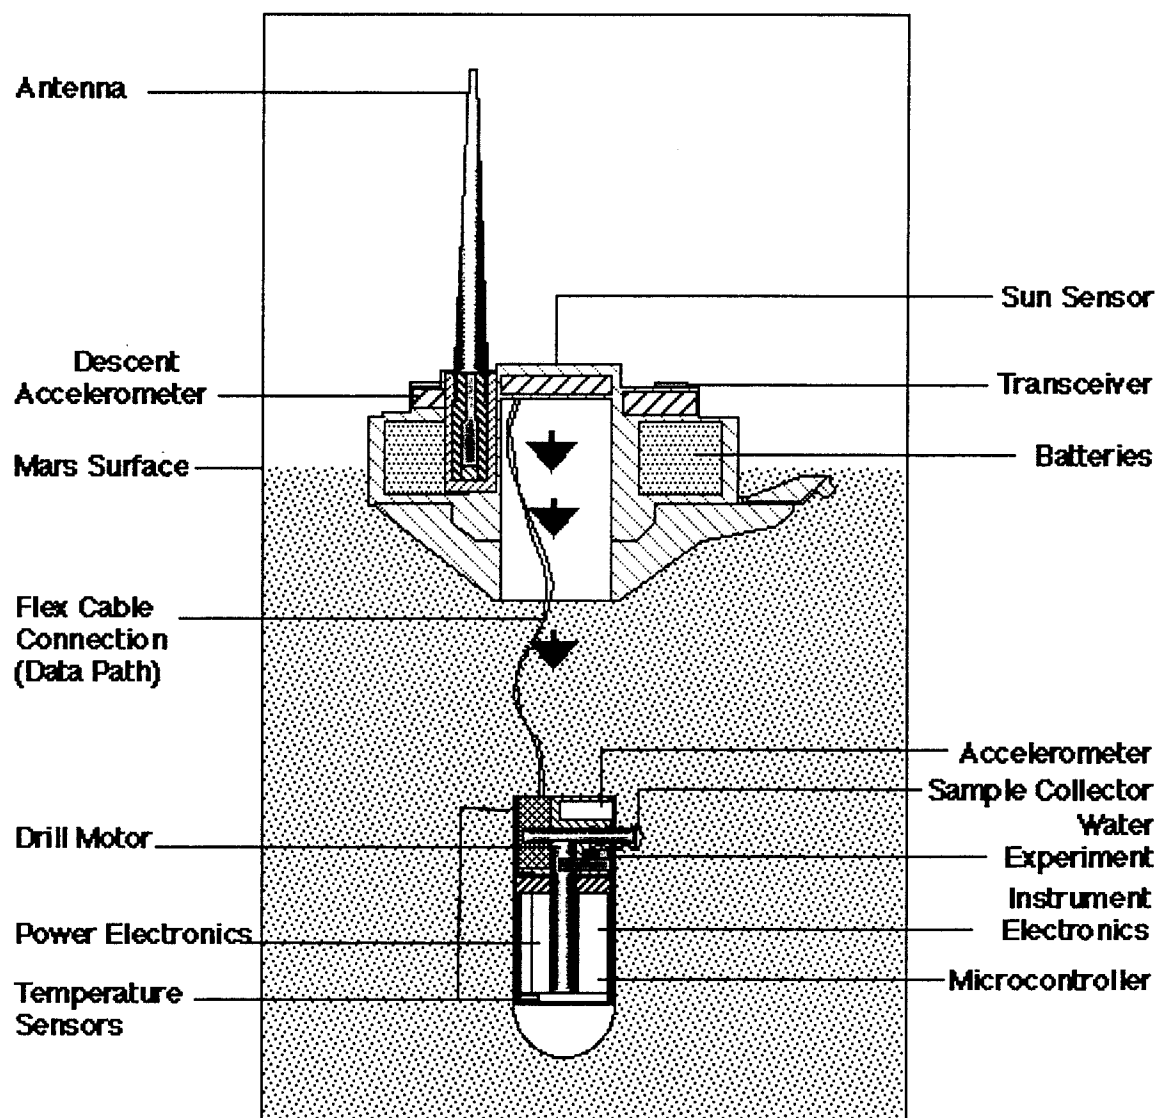 Antenna
Descent
Accelerometer
Mars Surface
Flex Cable
Connection
(Data Path)
Drill Motor
Power Electronics
Temperature
Sensors
Sun Sensor
Transceiver
Batteries
Accelerometer
Sample Collector
Water
Experiment
Instrument
Electronics
Microcontroller